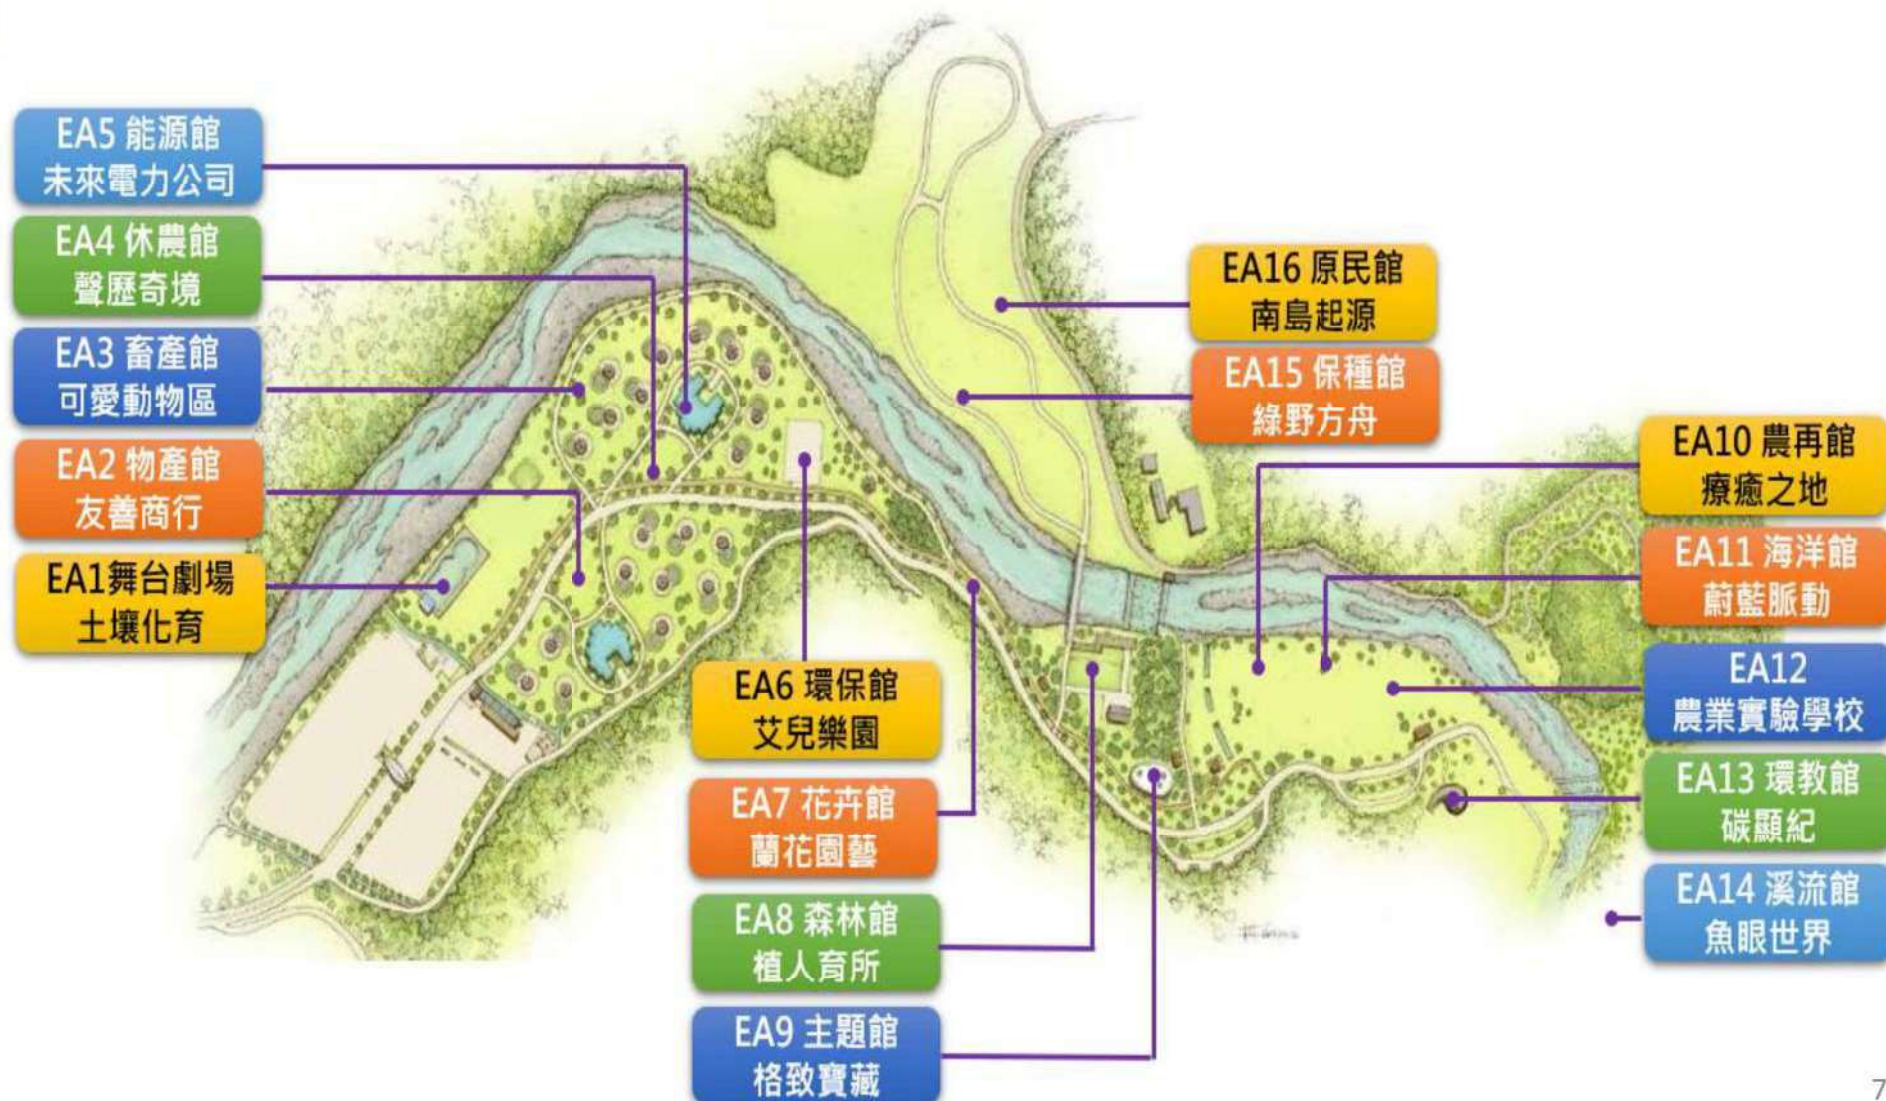 EA5 能源館
未來電力公司
EA4 休農館
聲歷奇境
EA3 畜產館
可愛動物區
EA2 物產館
友善商行
EA1舞台劇場
土壤化育
EA16 原民館
南島起源
EA15 保種館
綠野方舟
EA6 環保館
艾兒樂園
EA7 花卉館
蘭花園藝
EA8 森林館
植人育所
EA9 主題館
格致寶藏
EA10 農再館
療癒之地
EA11 海洋館
蔚藍脈動
EA12
農業實驗學校
EA13 環教館
碳顯紀
EA14 溪流館
魚眼世界
7